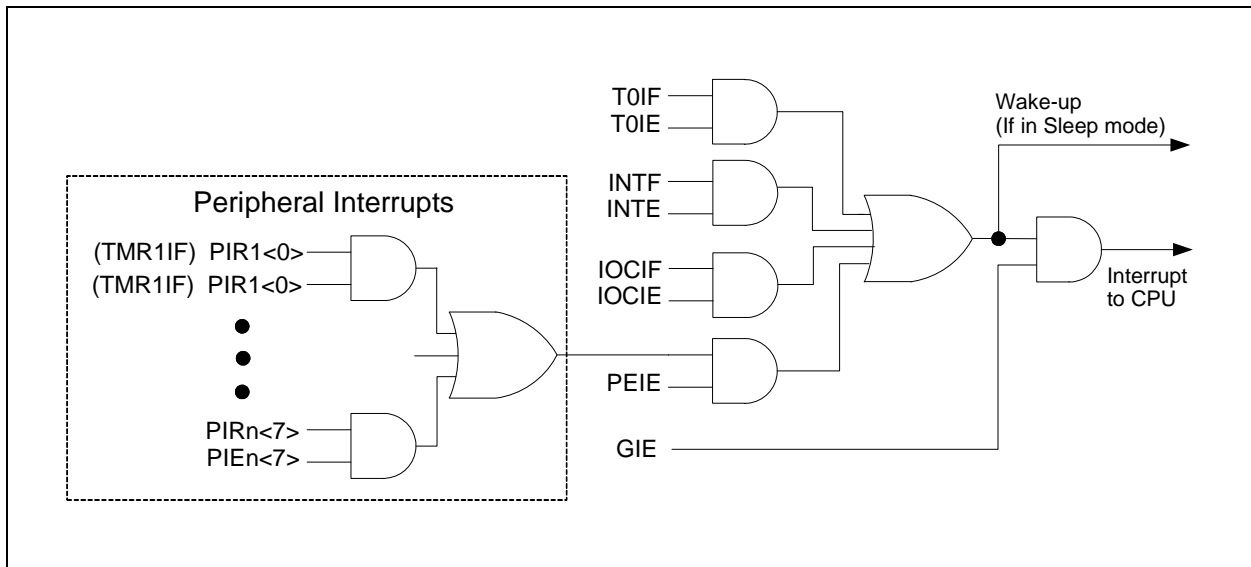 T0IF
T0IE
Wake-up
(If in Sleep mode)
INTF
INTE
Peripheral Interrupts
(TMR1IF) PIR1<0>
(TMR1IF) PIR1<0>
IOCIF
IOCIE
Interrupt
to CPU
PEIE
PIRn<7>
PIEn<7>
GIE